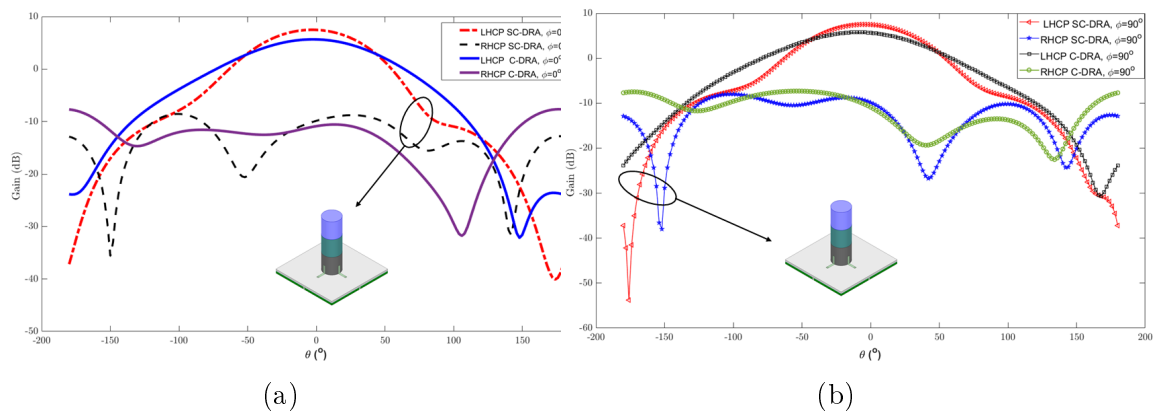 10
0
-10
-20
-30
-40
-50
Gain (dB)
-200 -150 -100 -50 0 50 100 150 200
θ (°)
LHCP SC-DRA, ϕ=0
RHCP SC-DRA, ϕ=0
LHCP C-DRA, ϕ=0°
RHCP C-DRA, ϕ=0°
(a)
10
0
-10
-20
-30
-40
-50
-60
Gain (dB)
-200 -150 -100 -50 0 50 100 150 200
θ (°)
LHCP SC-DRA, ϕ=90°
RHCP SC-DRA, ϕ=90°
LHCP C-DRA, ϕ=90°
RHCP C-DRA, ϕ=90°
(b)